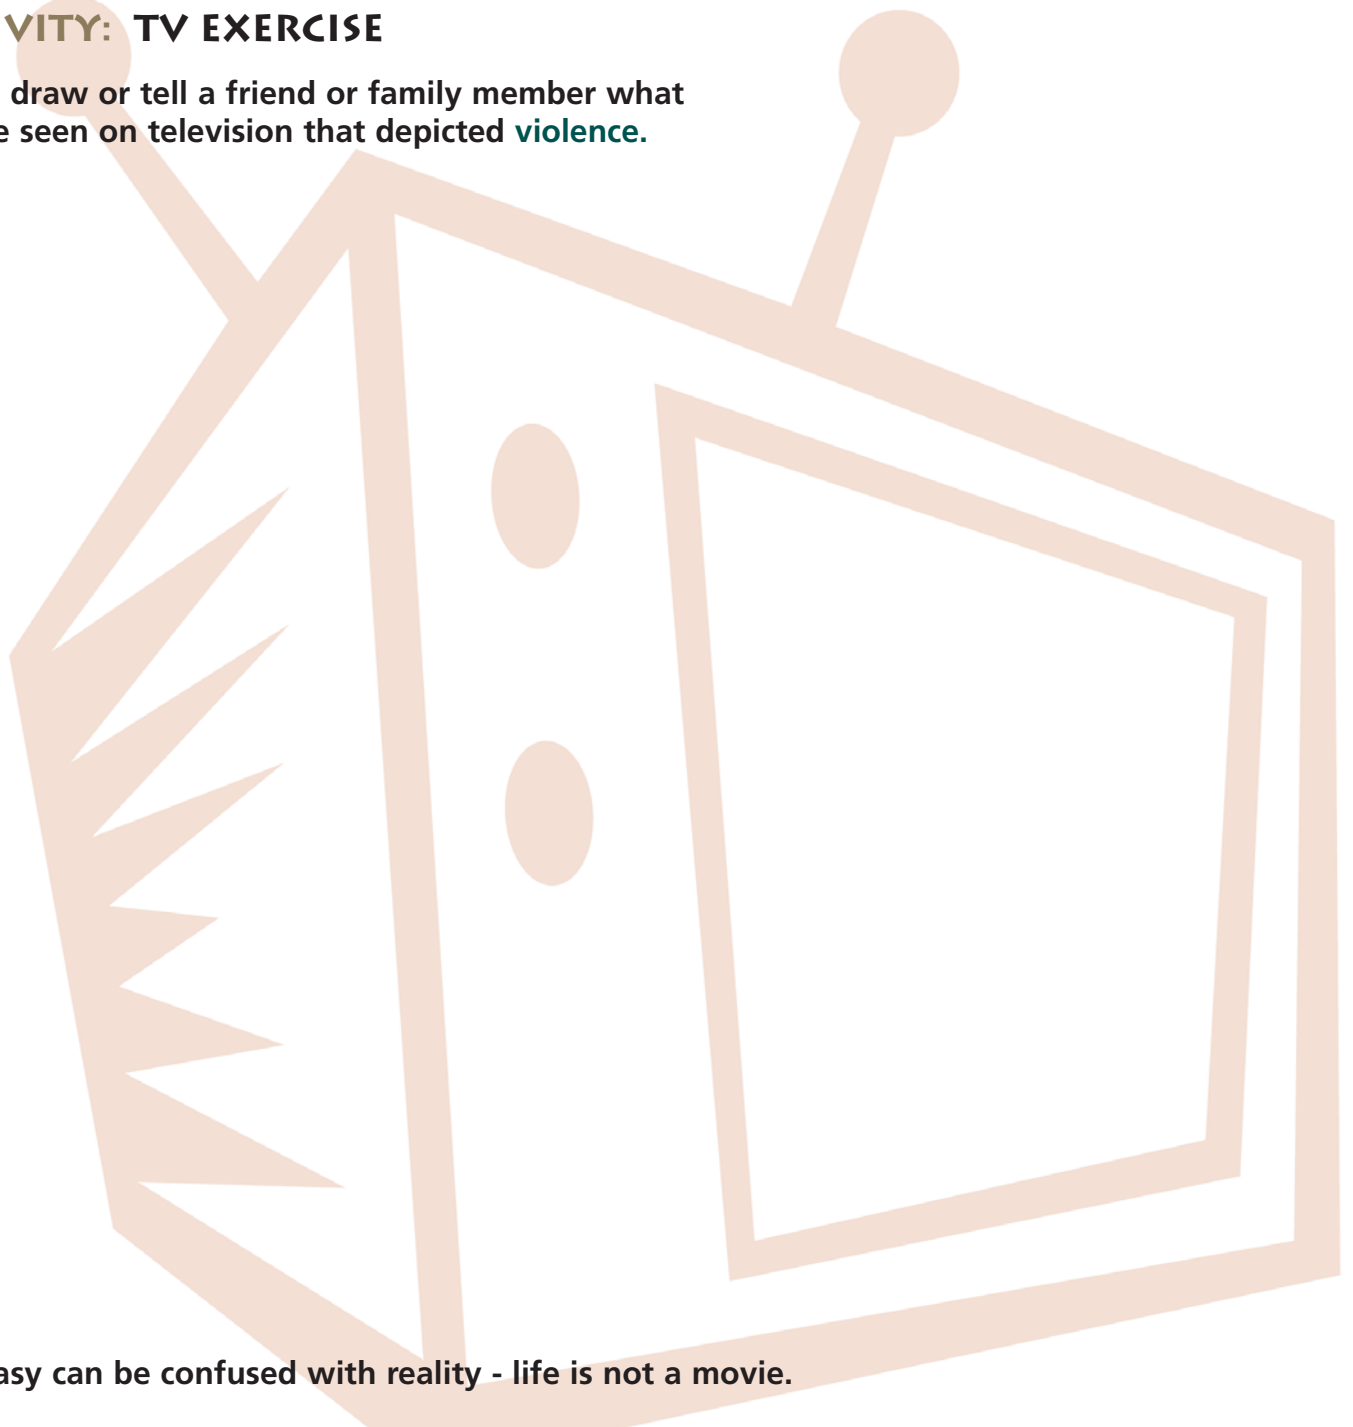 VITY: TV EXERCISE
draw or tell a friend or family member what
e seen on television that depicted violence.
asy can be confused with reality - life is not a movie.